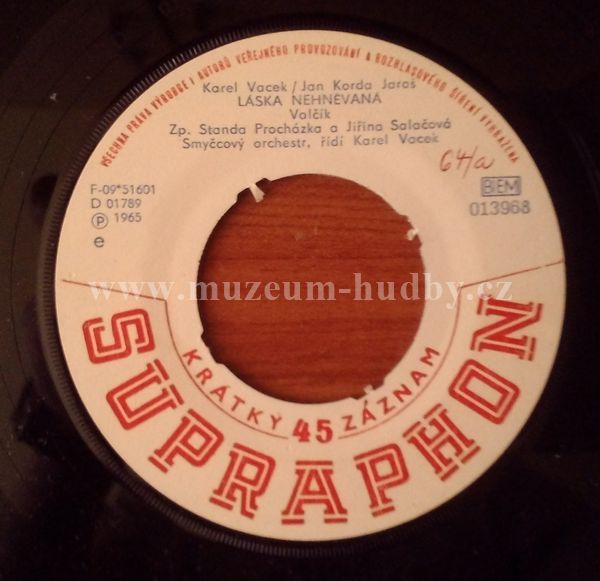 VŠECHNA PRÁVA VÝROBCE I AUTORŮ VEŘEJNÉHO PROVOZOVÁNÍ A ROZHLASOVÉHO ŠÍŘENÍ VYHRAŽENA
Karel Vacek / Jan Korda Jaroš
LÁSKA NEHNĚVANÁ
Valčík
Zp. Standa Procházka a Jiřina Salačová
Smyčcový orchestr, řídí Karel Vacek
64/a
F-09*51601
D 01789
Ⓟ 1965
e
BIEM
013968
www.muzeum-hudby.cz
KRÁTKÝ 45 ZÁZNAM
SUPRAPHON